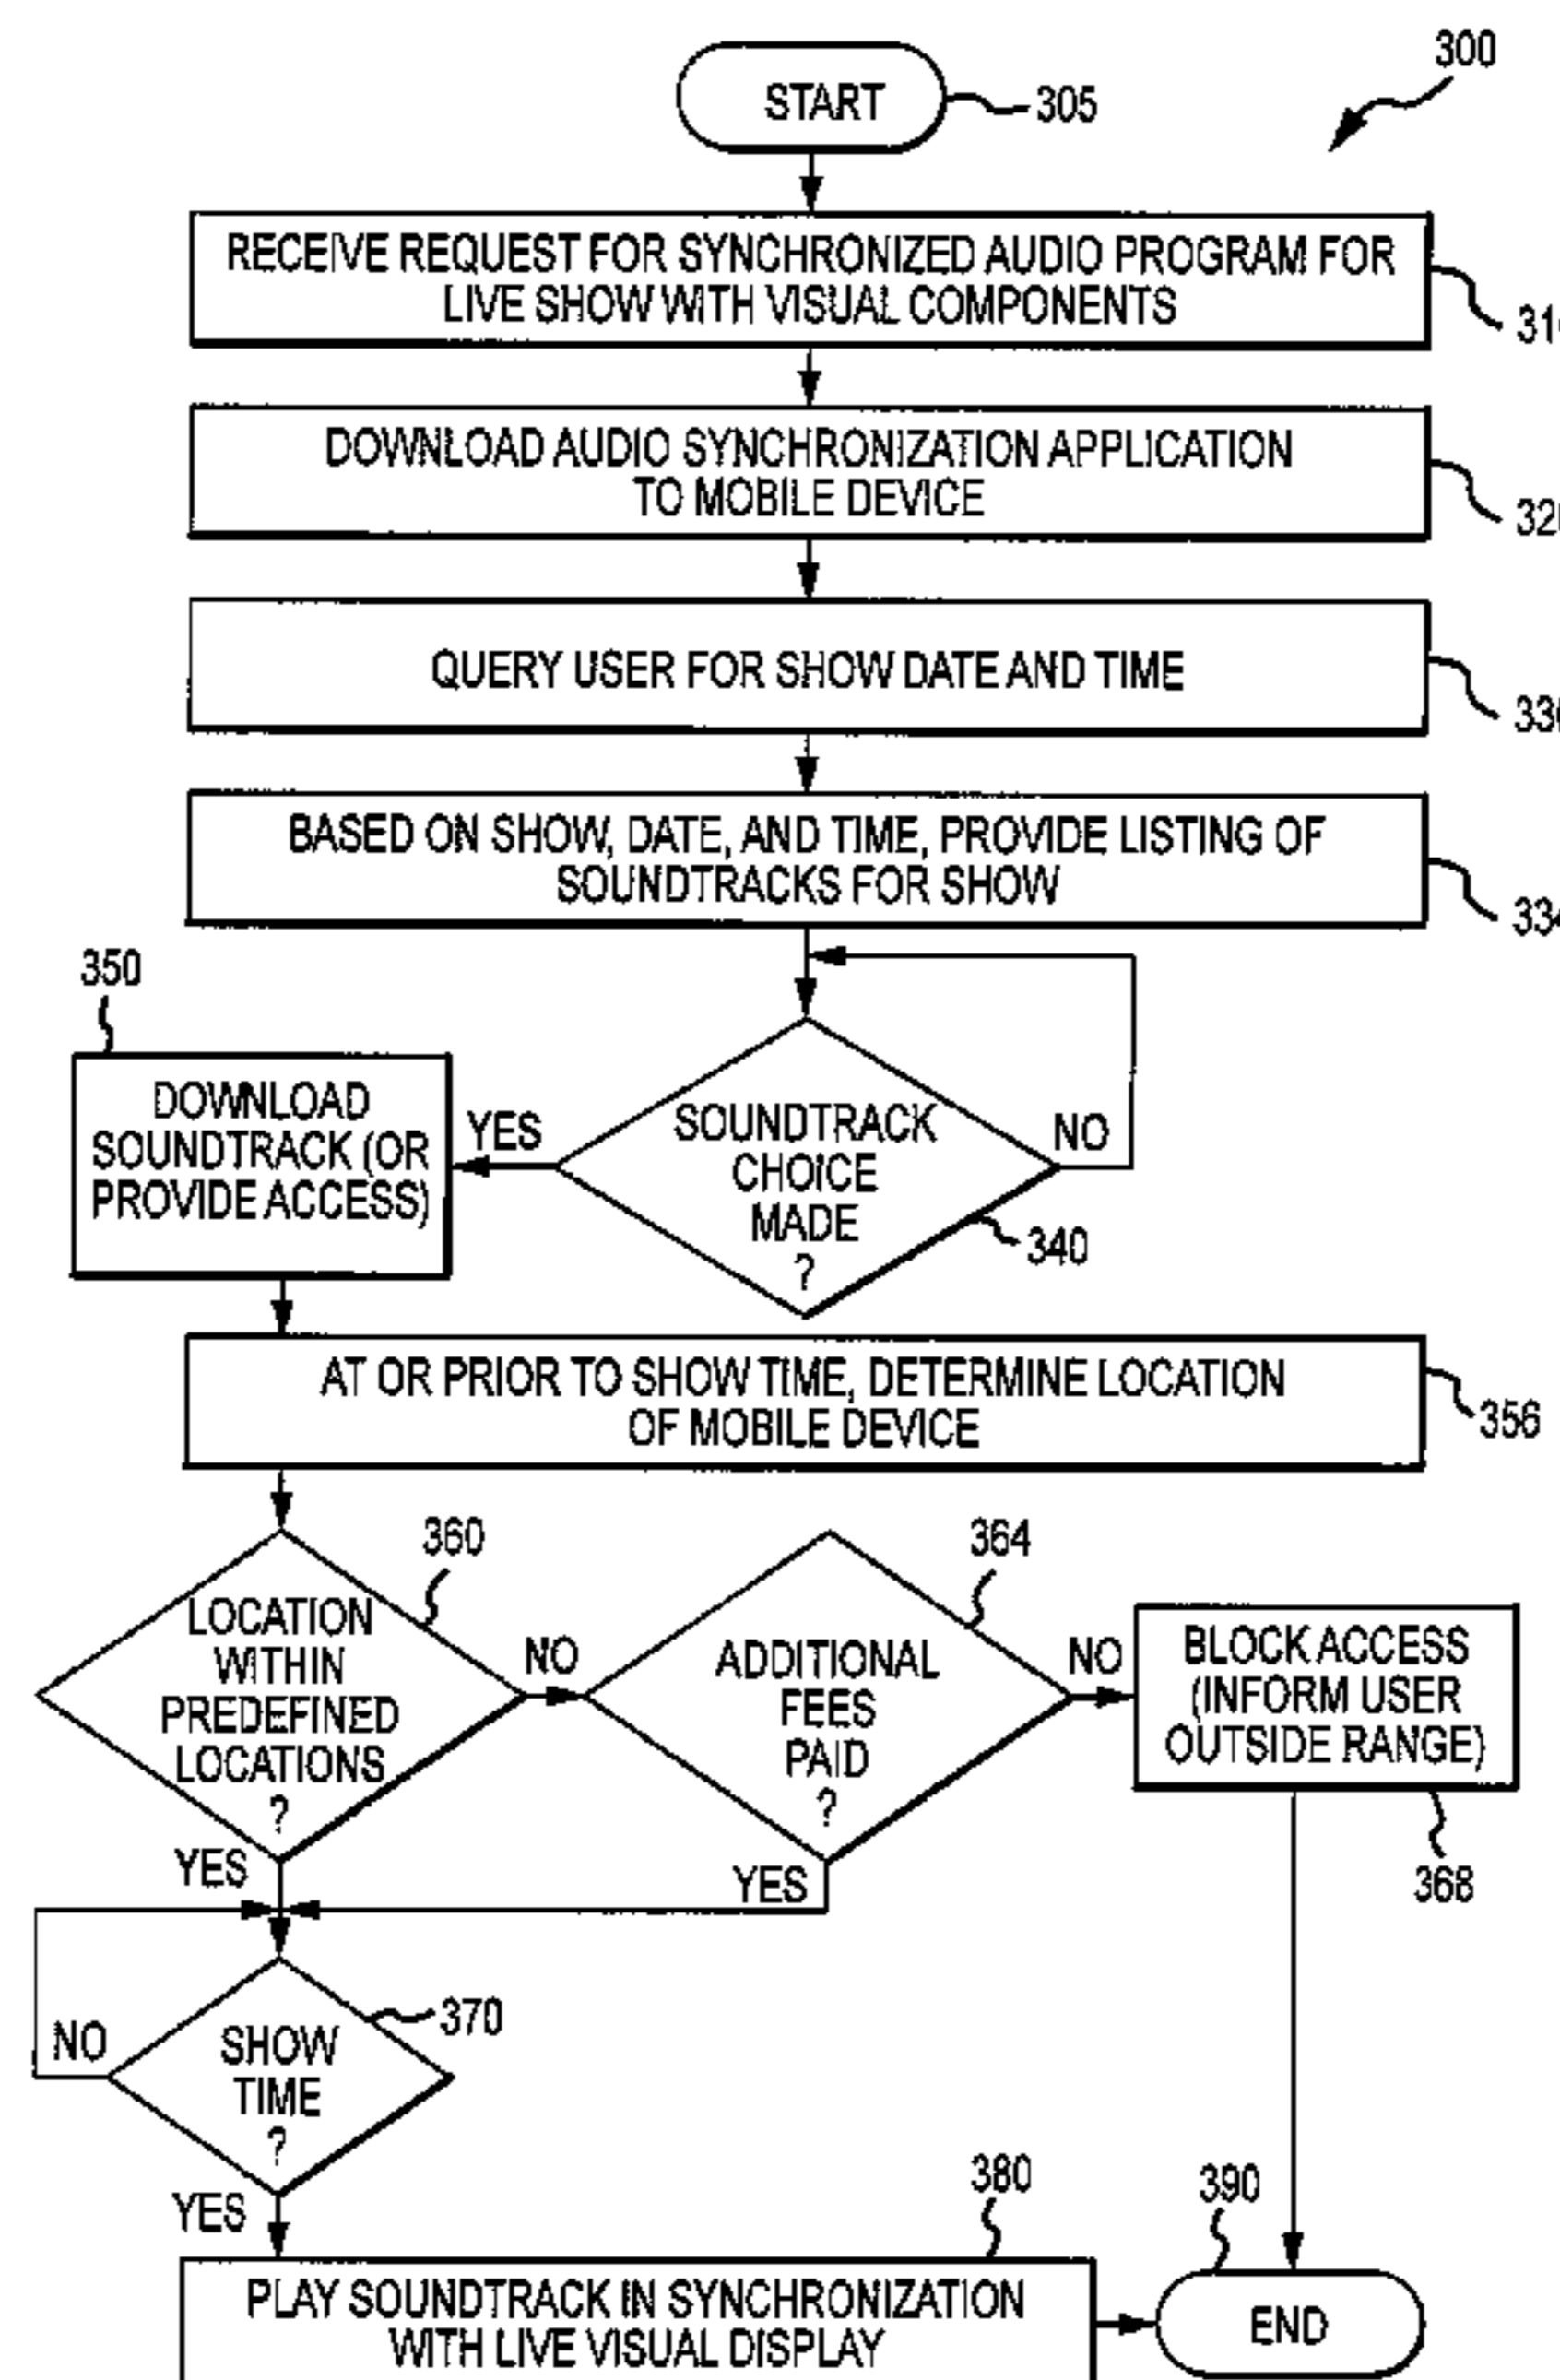 300
START
305
RECEIVE REQUEST FOR SYNCHRONIZED AUDIO PROGRAM FOR
LIVE SHOW WITH VISUAL COMPONENTS
DOWNLOAD AUDIO SYNCHRONIZATION APPLICATION
TO MOBILE DEVICE
QUERY USER FOR SHOW DATE AND TIME
BASED ON SHOW, DATE, AND TIME, PROVIDE LISTING OF
SOUNDTRACKS FOR SHOW
334
350
DOWNLOAD
SOUNDTRACK (OR
PROVIDE ACCESS)
YES
SOUNDTRACK
CHOICE
MADE
?
NO
340
AT OR PRIOR TO SHOW TIME, DETERMINE LOCATION
OF MOBILE DEVICE
356
360
LOCATION
WITHIN
PREDEFINED
LOCATIONS
?
NO
YES
364
ADDITIONAL
FEES
PAID
?
NO
YES
BLOCK ACCESS
(INFORM USER
OUTSIDE RANGE)
368
370
SHOW
TIME
?
NO
YES
380
PLAY SOUNDTRACK IN SYNCHRONIZATION
WITH LIVE VISUAL DISPLAY
390
END